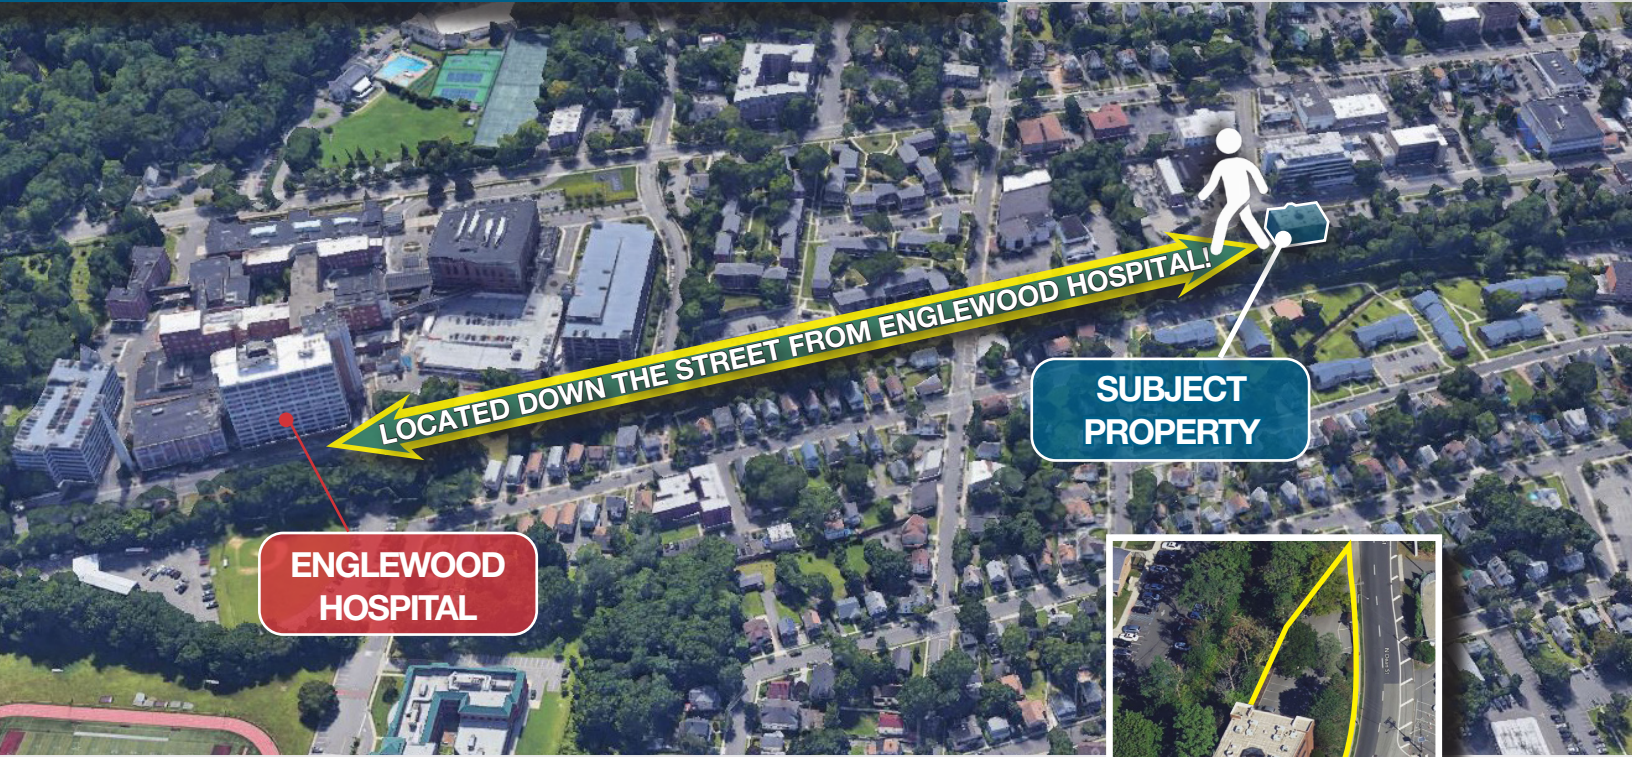 LOCATED DOWN THE STREET FROM ENGLEWOOD HOSPITAL!
SUBJECT
PROPERTY
ENGLEWOOD
HOSPITAL